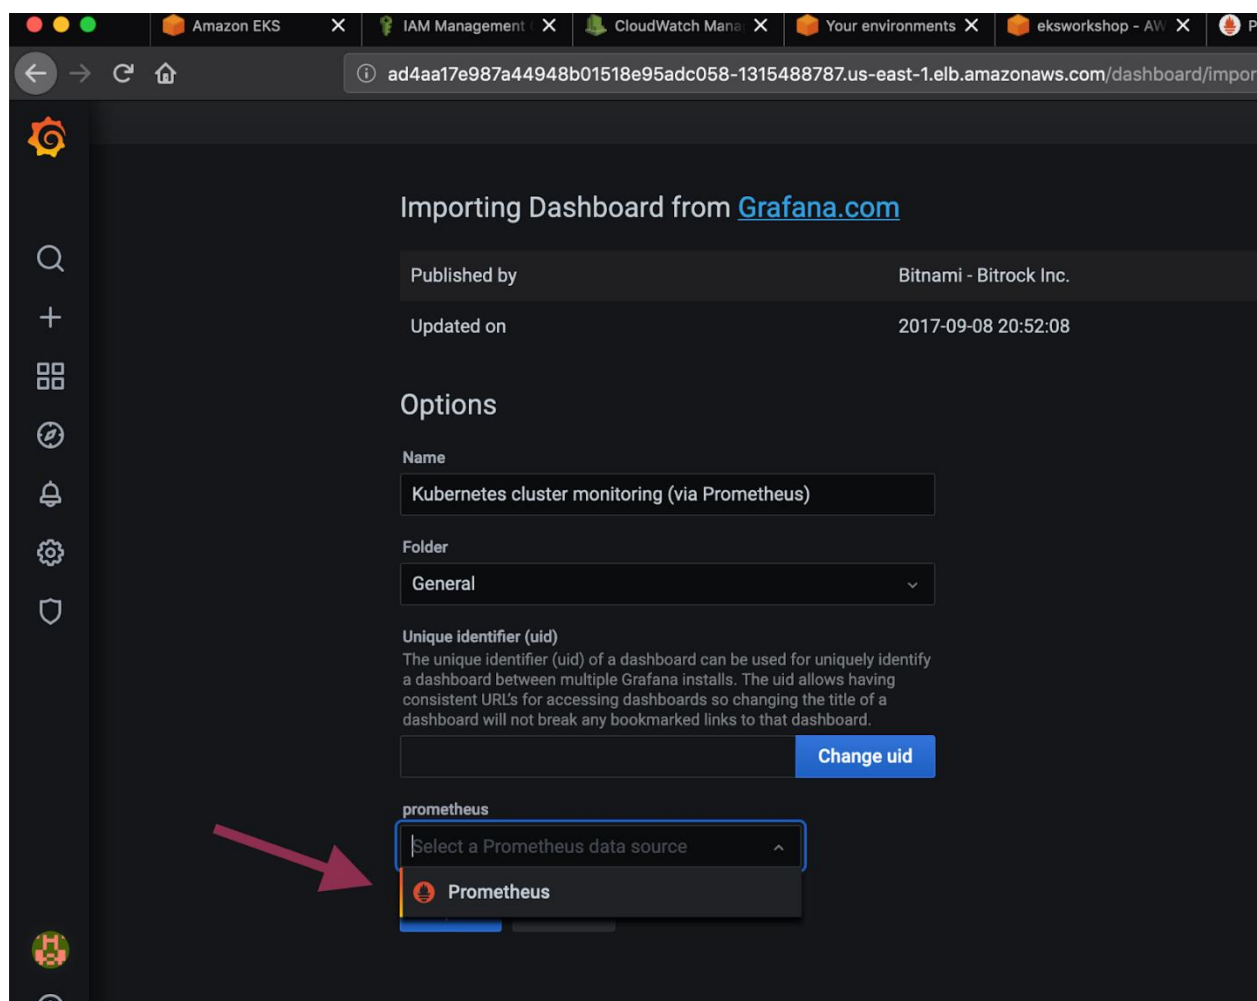 Amazon EKS
IAM Management
CloudWatch Mana
Your environments
eksworkshop - AW
P
ad4aa17e987a44948b01518e95adc058-1315488787.us-east-1.elb.amazonaws.com/dashboard/impor
Importing Dashboard from Grafana.com
Published by Bitnami - Bitrock Inc.
Updated on 2017-09-08 20:52:08
Options
Name
Kubernetes cluster monitoring (via Prometheus)
Folder
General
Unique identifier (uid)
The unique identifier (uid) of a dashboard can be used for uniquely identify
a dashboard between multiple Grafana installs. The uid allows having
consistent URL's for accessing dashboards so changing the title of a
dashboard will not break any bookmarked links to that dashboard.
Change uid
prometheus
Select a Prometheus data source
Prometheus